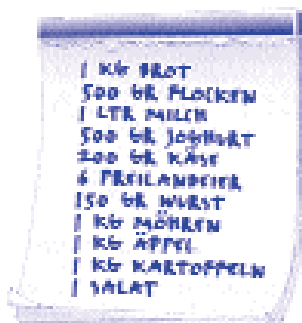 1 KG BROT
500 GR FLOCKEN
1 LTR MILCH
500 GR JOGHURT
200 GR KÄSE
6 FREILANDEIER
150 GR WURST
1 KG MÖHREN
1 KG ÄPFEL
1 KG KARTOFFELN
1 SALAT